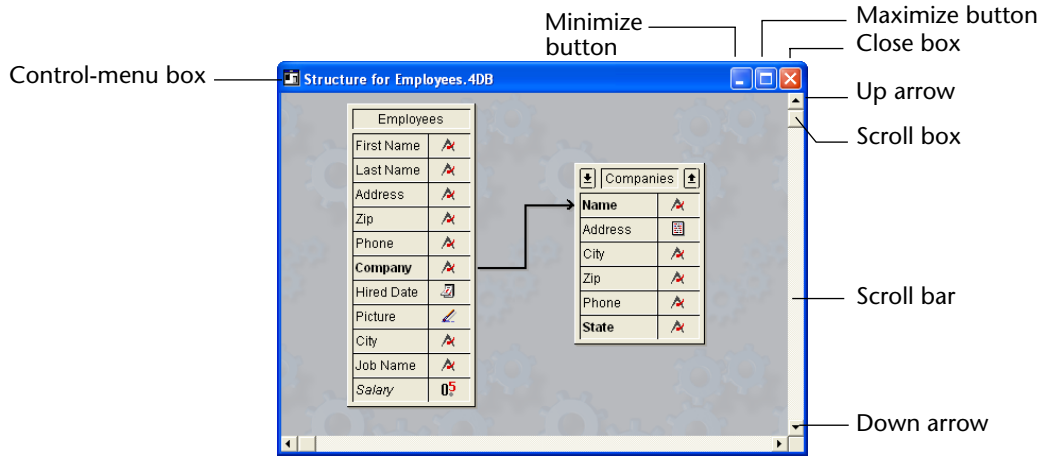 Minimize
button
Maximize button
Close box
Control-menu box
Structure for Employees.4DB
Up arrow
Scroll box
Employees
First Name
Last Name
Address
Zip
Phone
Company
Hired Date
Picture
City
Job Name
Salary
Companies
Name
Address
City
Zip
Phone
State
Scroll bar
Down arrow